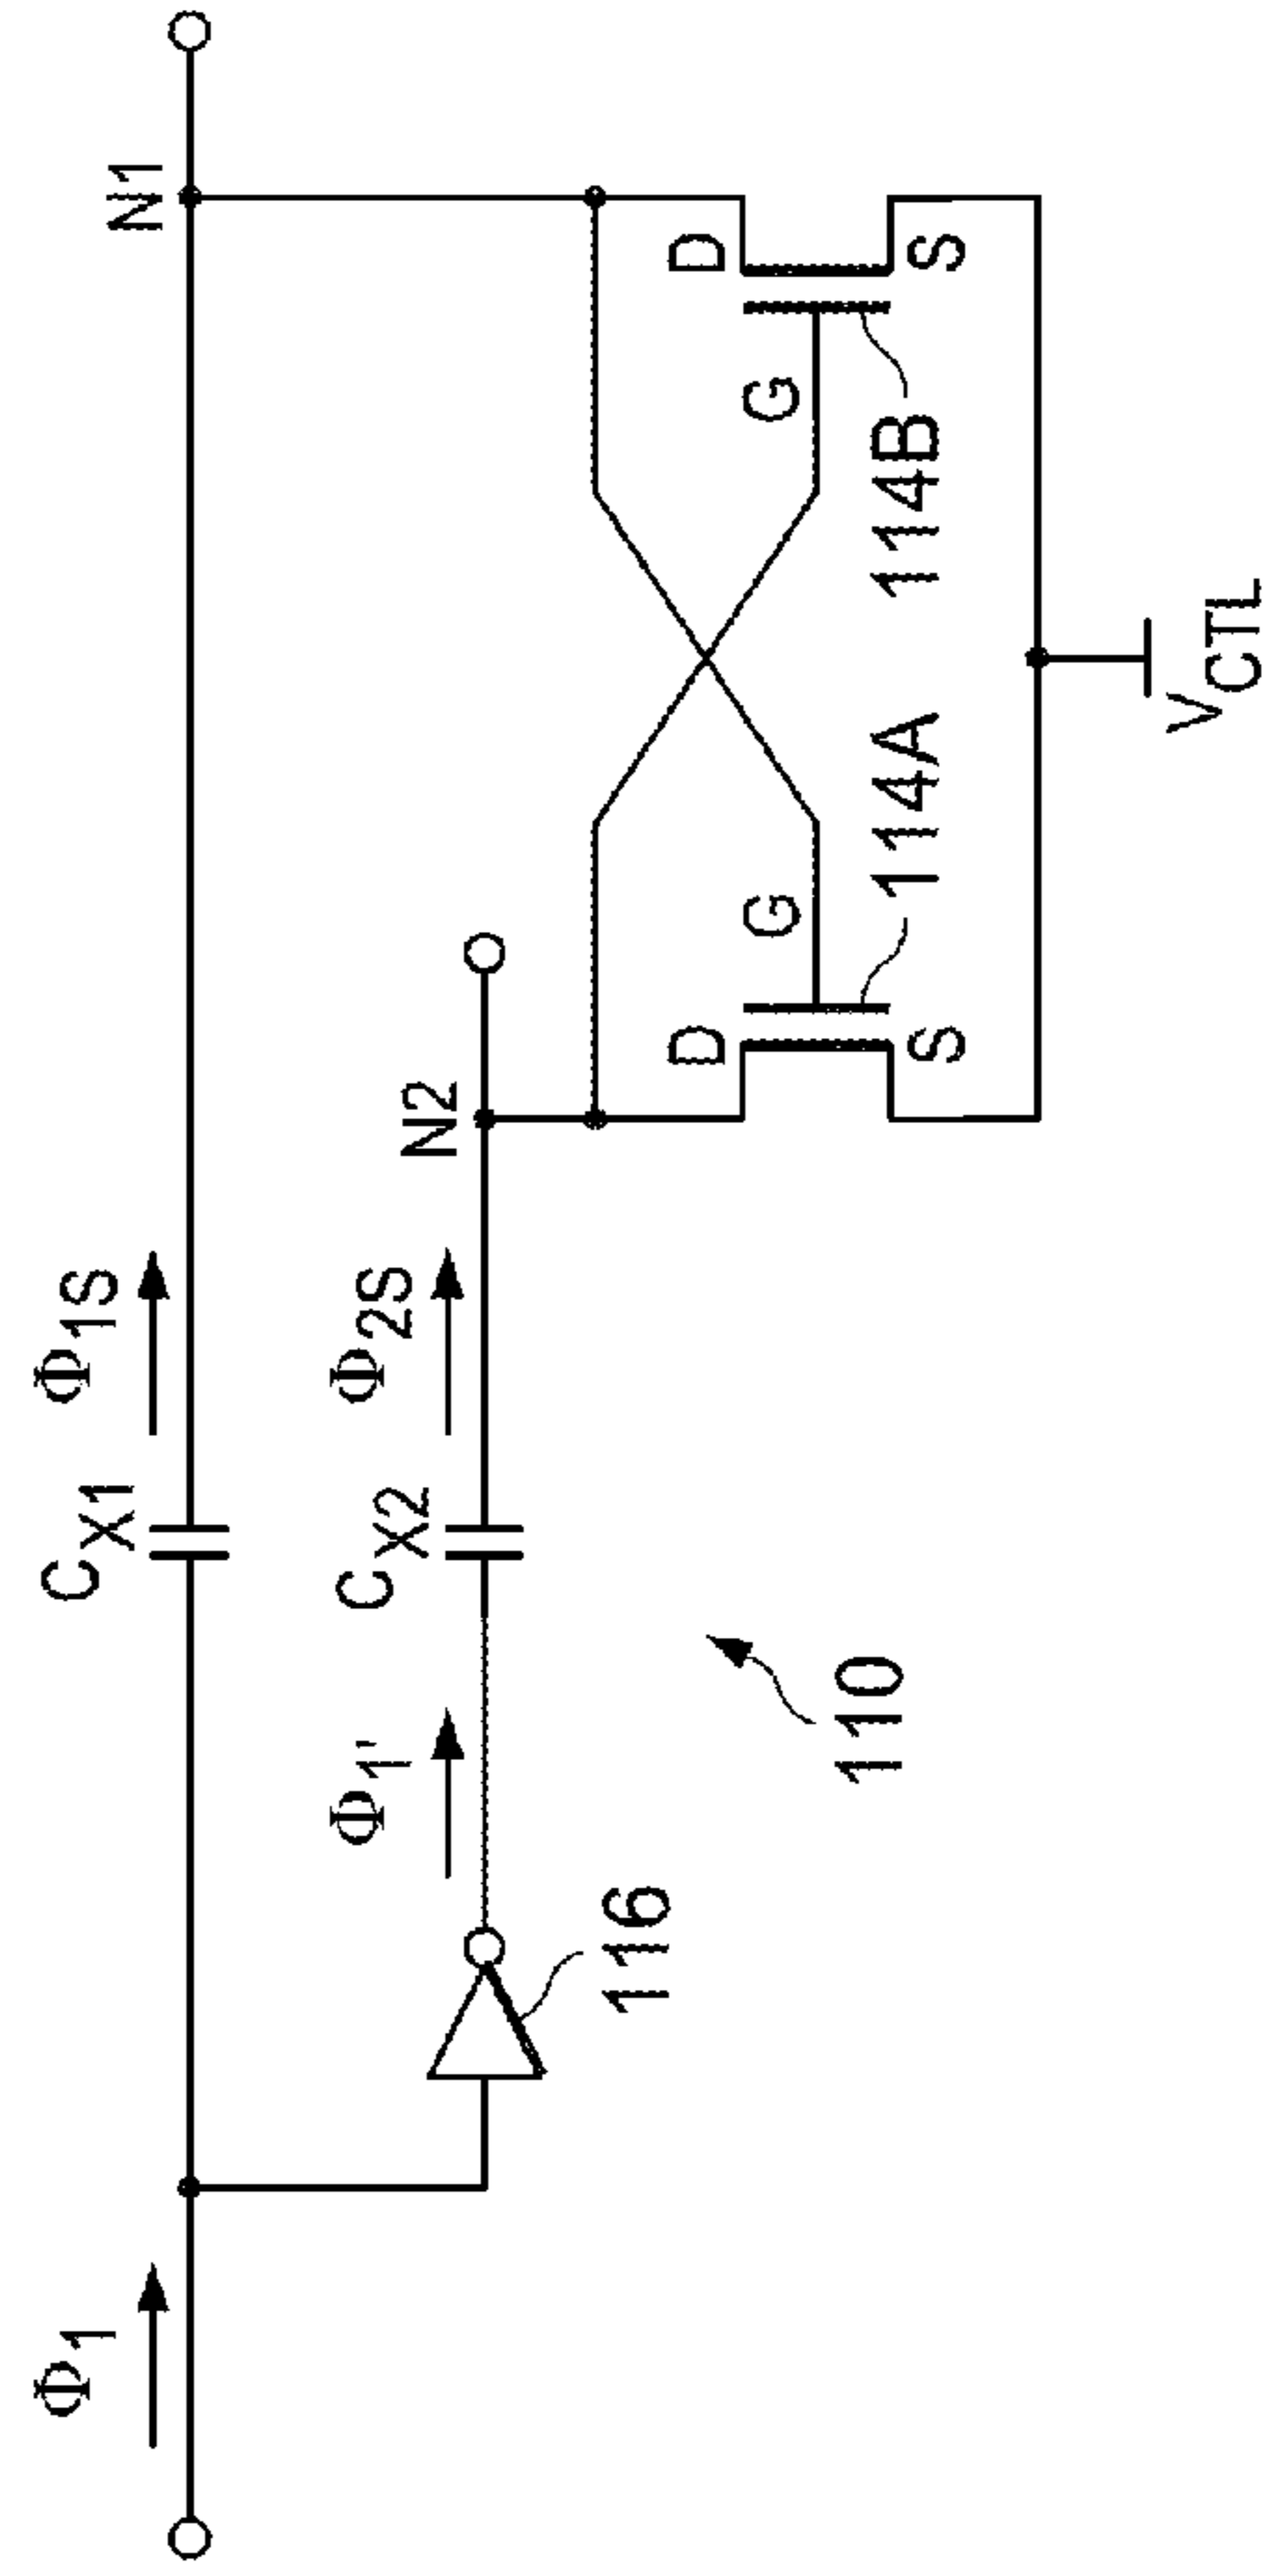 Φ1
Φ1S
CX1
N1
Φ1'
Φ2S
CX2
N2
116
110
D
G
S
114A
D
G
S
114B
VCTL